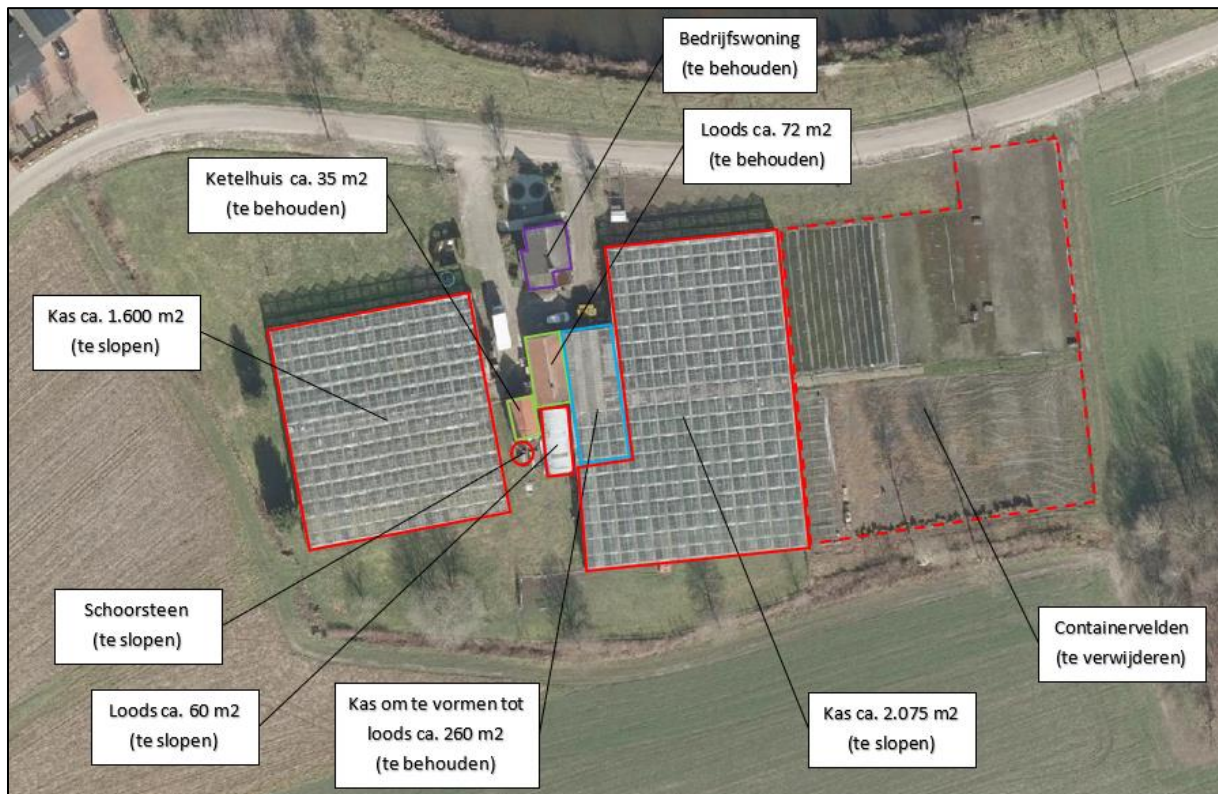 Bedrijfswoning
(te behouden)
Loods ca. 72 m2
(te behouden)
Ketelhuis ca. 35 m2
(te behouden)
Kas ca. 1.600 m2
(te slopen)
Schoorsteen
(te slopen)
Loods ca. 60 m2
(te slopen)
Kas om te vormen tot
loods ca. 260 m2
(te behouden)
Kas ca. 2.075 m2
(te slopen)
Containervelden
(te verwijderen)